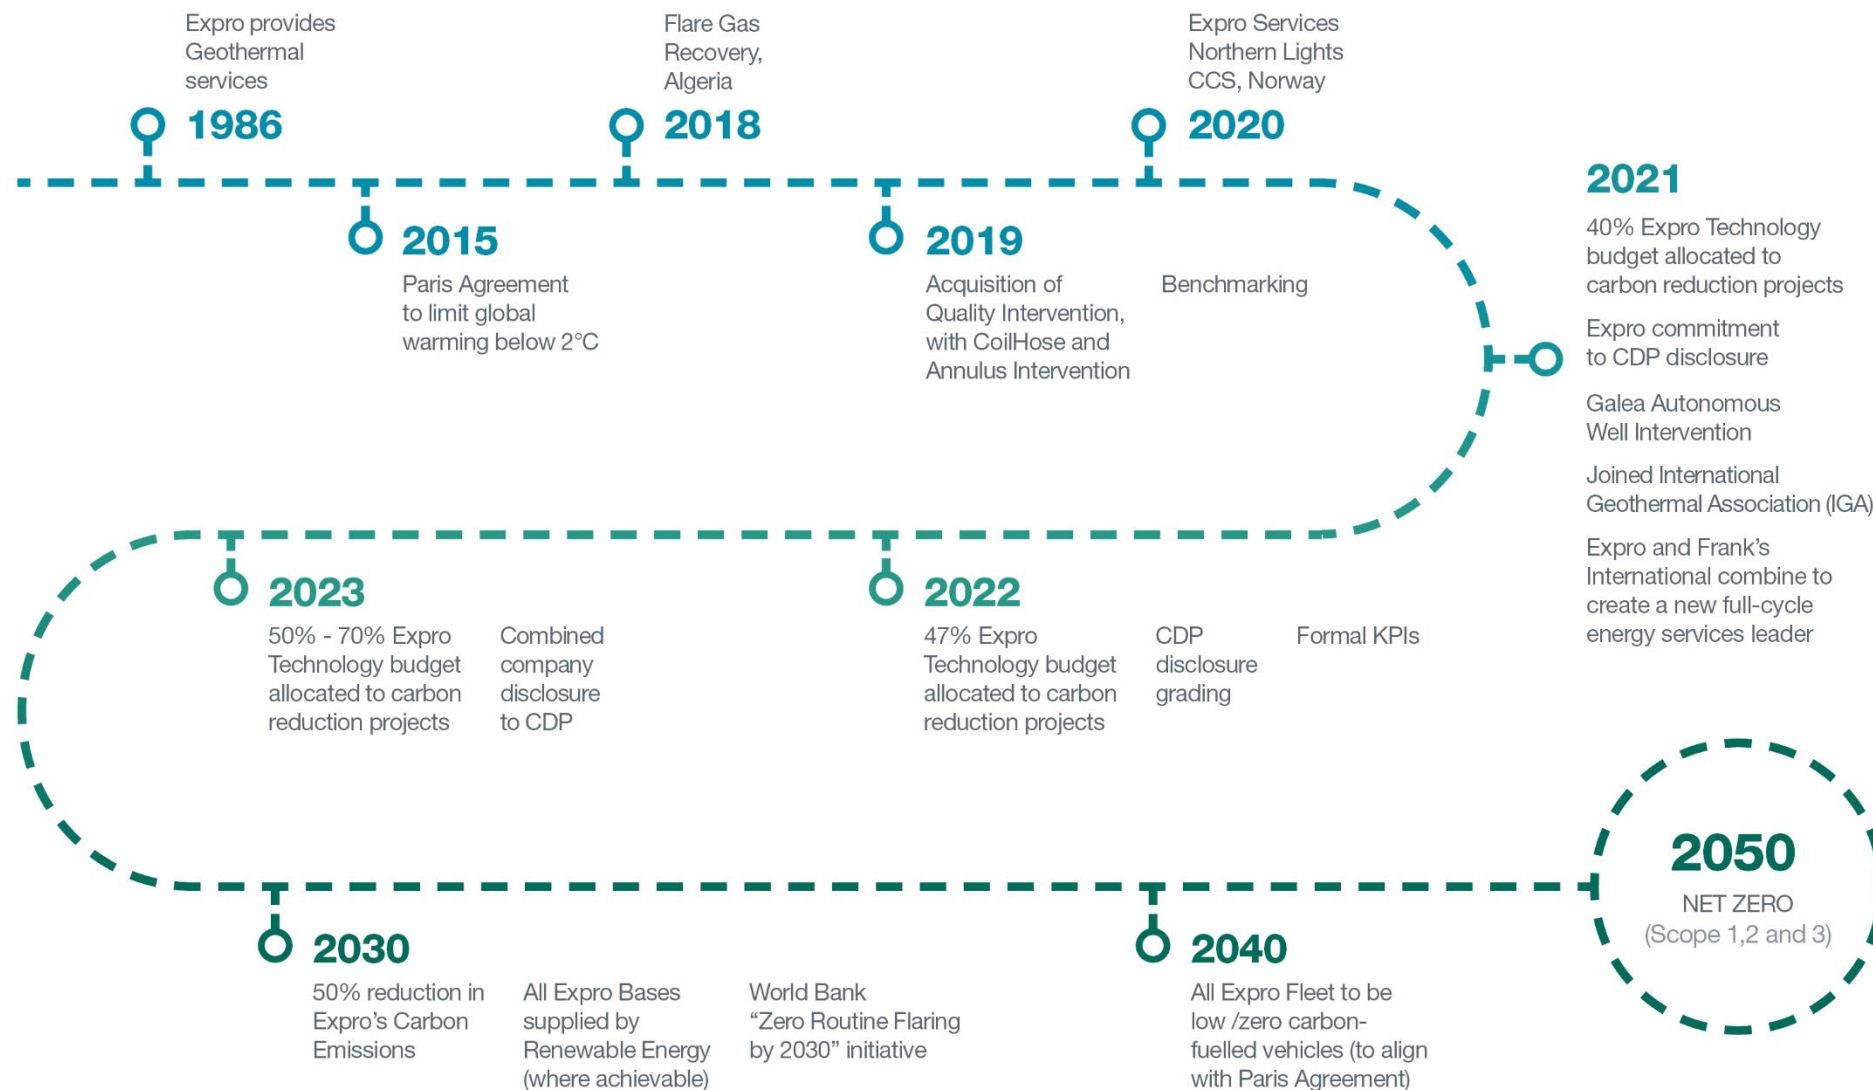 Expro provides
Geothermal
services
1986
2015
Paris Agreement
to limit global
warming below 2°C
Flare Gas
Recovery,
Algeria
2018
2019
Acquisition of
Quality Intervention,
with CoilHose and
Annulus Intervention
Benchmarking
Expro Services
Northern Lights
CCS, Norway
2020
2021
40% Expro Technology
budget allocated to
carbon reduction projects
Expro commitment
to CDP disclosure
Galea Autonomous
Well Intervention
Joined International
Geothermal Association (IGA)
Expro and Frank's
International combine to
create a new full-cycle
energy services leader
2022
47% Expro
Technology budget
allocated to carbon
reduction projects
CDP
disclosure
grading
Formal KPIs
2023
50% - 70% Expro
Technology budget
allocated to carbon
reduction projects
Combined
company
disclosure
to CDP
2030
50% reduction in
Expro's Carbon
Emissions
All Expro Bases
supplied by
Renewable Energy
(where achievable)
World Bank
“Zero Routine Flaring
by 2030” initiative
2040
All Expro Fleet to be
low /zero carbon-
fuelled vehicles (to align
with Paris Agreement)
2050
NET ZERO
(Scope 1,2 and 3)